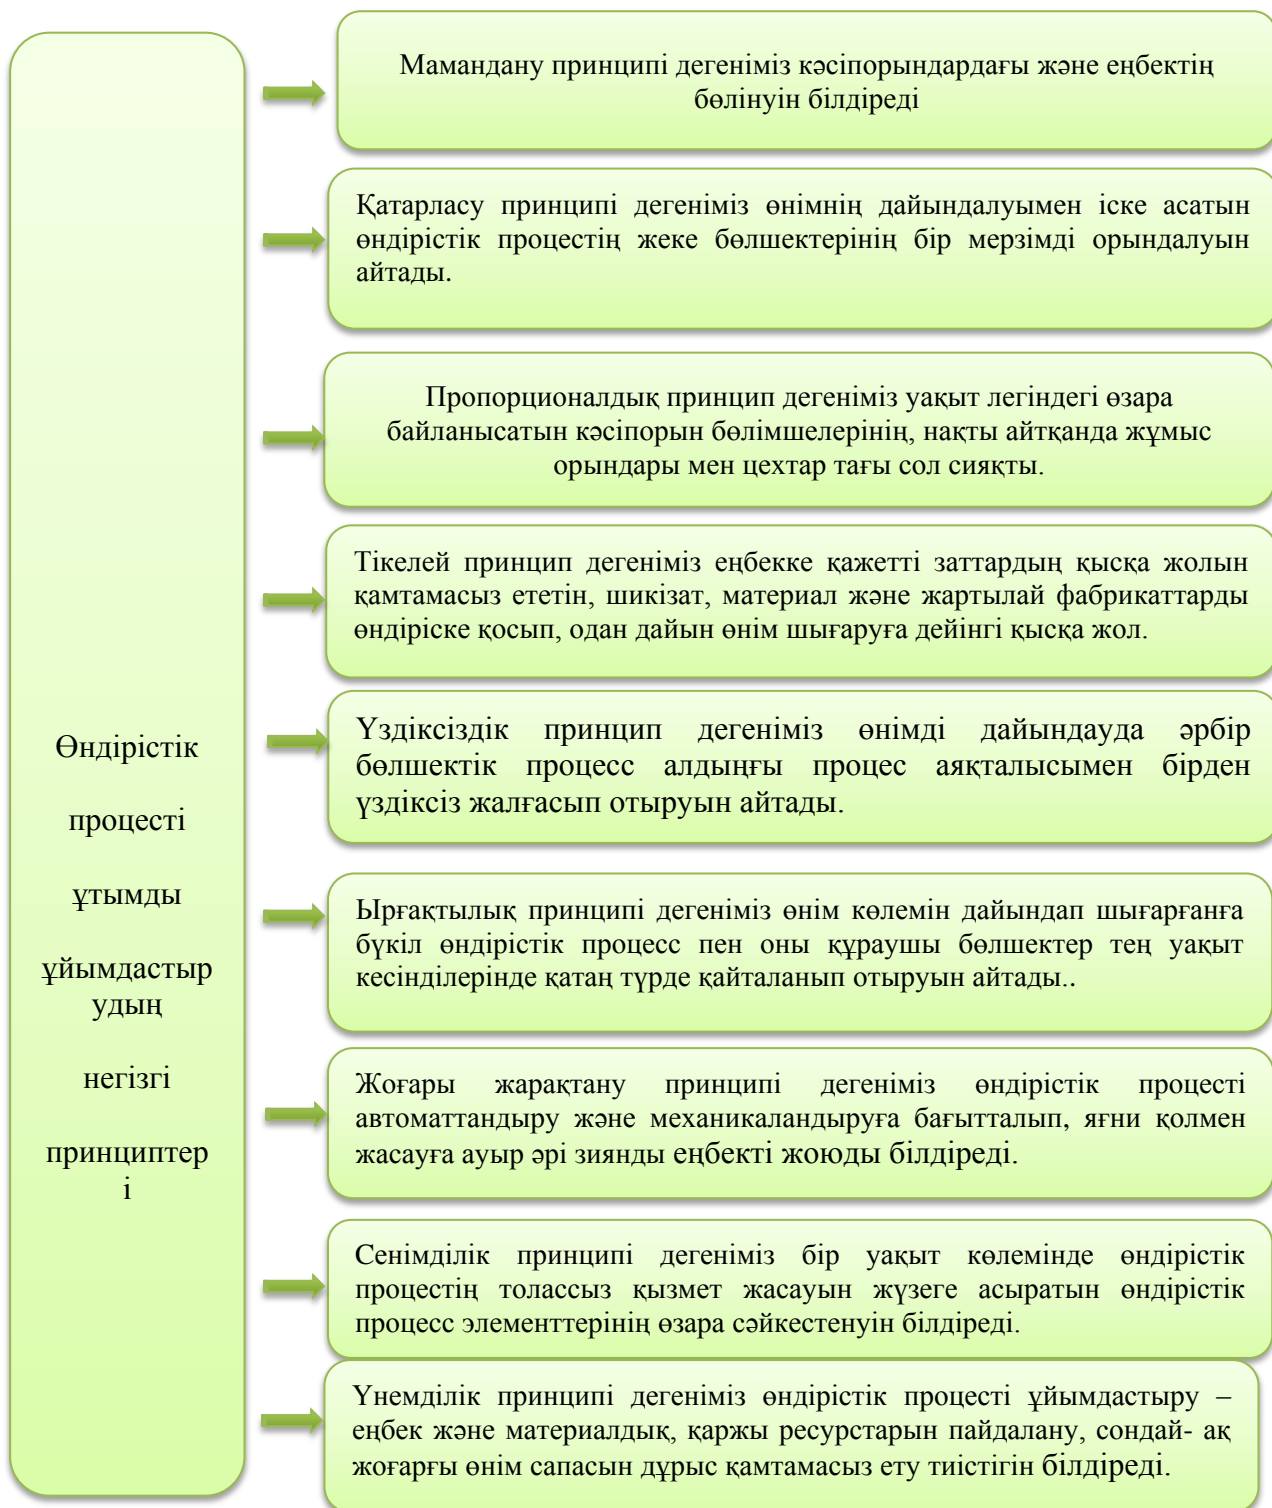 Өндірістік
процесті
ұтымды
ұйымдастыр
удың
негізгі
принциптер
і
Мамандану принципі дегеніміз кәсіпорындардағы және еңбектің
бөлінуін білдіреді
Қатарласу принципі дегеніміз өнімнің дайындалуымен іске асатын
өндірістік процестің жеке бөлшектерінің бір мерзімді орындалуын
айтады.
Пропорционалдық принцип дегеніміз уақыт легіндегі өзара
байланысатын кәсіпорын бөлімшелерінің, нақты айтқанда жұмыс
орындары мен цехтар тағы сол сияқты.
Тікелей принцип дегеніміз еңбекке қажетті заттардың қысқа жолын
қамтамасыз ететін, шикізат, материал және жартылай фабрикаттарды
өндіріске қосып, одан дайын өнім шығаруға дейінгі қысқа жол.
Үздіксіздік принцип дегеніміз өнімді дайындауда әрбір
бөлшектік процесс алдыңғы процес аяқталысымен бірден
үздіксіз жалғасып отыруын айтады.
Ырғақтылық принципі дегеніміз өнім көлемін дайындап шығарғанға
бүкіл өндірістік процесс пен оны құраушы бөлшектер тең уақыт
кесінділерінде қатаң түрде қайталанып отыруын айтады..
Жоғары жарақтану принципі дегеніміз өндірістік процесті
автоматтандыру және механикаландыруға бағытталып, яғни қолмен
жасауға ауыр әрі зиянды еңбекті жоюды білдіреді.
Сенімділік принципі дегеніміз бір уақыт көлемінде өндірістік
процестің толассыз қызмет жасауын жүзеге асыратын өндірістік
процесс элементтерінің өзара сәйкестенуін білдіреді.
Үнемділік принципі дегеніміз өндірістік процесті ұйымдастыру –
еңбек және материалдық, қаржы ресурстарын пайдалану, сондай- ақ
жоғарғы өнім сапасын дұрыс қамтамасыз ету тиістігін білдіреді.